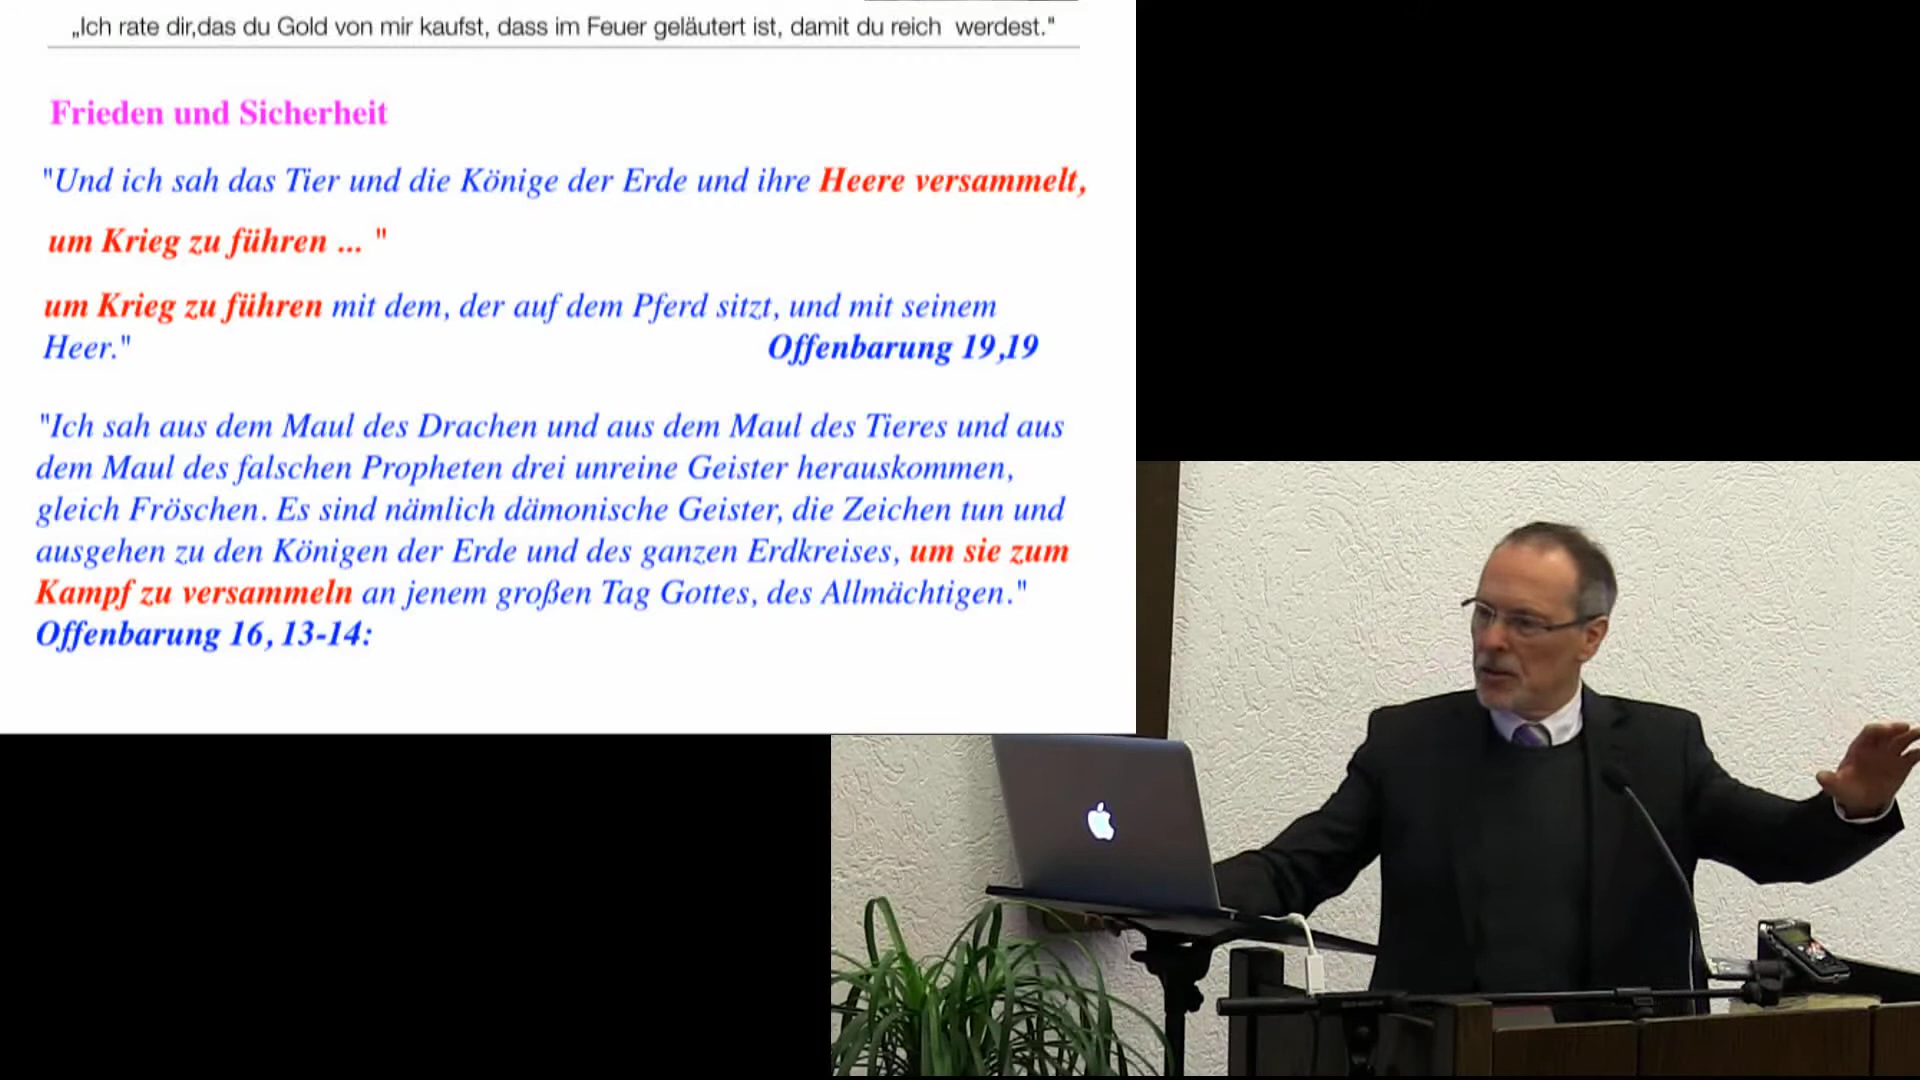 „Ich rate dir,das du Gold von mir kaufst, dass im Feuer geläutert ist, damit du reich werdest."
Frieden und Sicherheit
"Und ich sah das Tier und die Könige der Erde und ihre Heere versammelt,
um Krieg zu führen ... "
um Krieg zu führen mit dem, der auf dem Pferd sitzt, und mit seinem
Heer." Offenbarung 19,19
"Ich sah aus dem Maul des Drachen und aus dem Maul des Tieres und aus
dem Maul des falschen Propheten drei unreine Geister herauskommen,
gleich Fröschen. Es sind nämlich dämonische Geister, die Zeichen tun und
ausgehen zu den Königen der Erde und des ganzen Erdkreises, um sie zum
Kampf zu versammeln an jenem großen Tag Gottes, des Allmächtigen."
Offenbarung 16, 13-14: